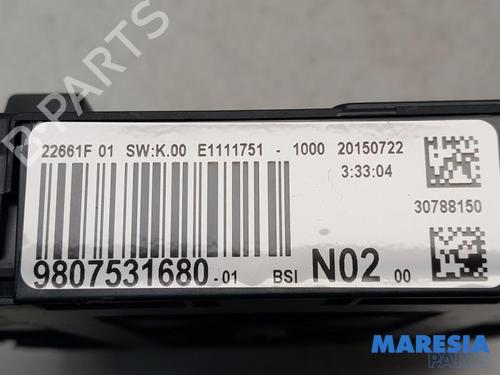 B-PARTS
22661F 01 SW:K.00 E1111751 - 1000 20150722
3:33:04
30788150
9807531680-01 BSI N02 00
MARESIA
PARTS